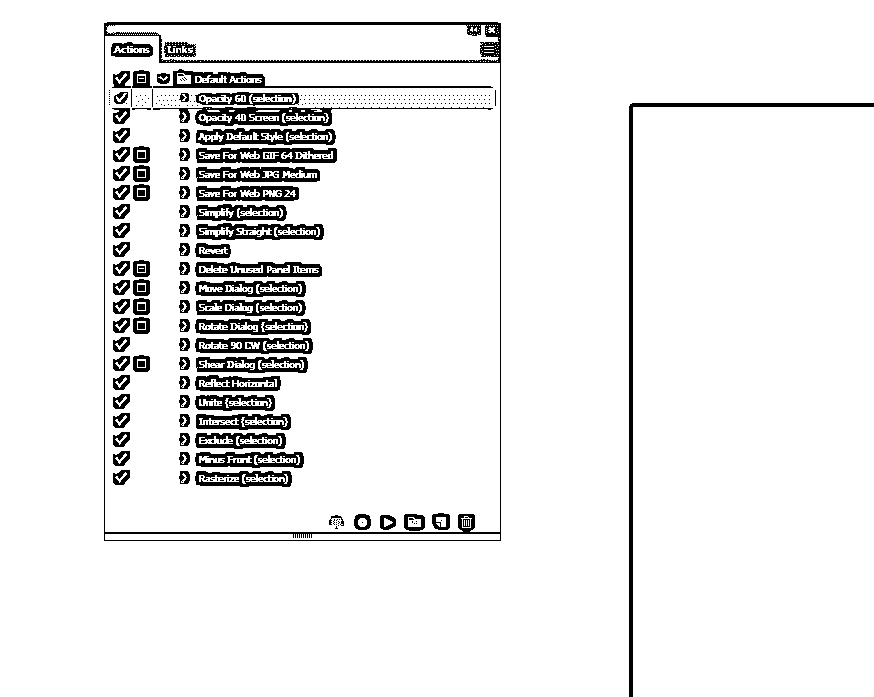 Actions Links
Default Actions
Opacity 60 (selection)
Opacity 40 Screen (selection)
Apply Default Style (selection)
Save For Web GIF 64 Dithered
Save For Web JPG Medium
Save For Web PNG 24
Simplify (selection)
Simplify Straight (selection)
Revert
Delete Unused Panel Items
Move Dialog (selection)
Scale Dialog (selection)
Rotate Dialog (selection)
Rotate 90 CW (selection)
Shear Dialog (selection)
Reflect Horizontal
Unite (selection)
Intersect (selection)
Exclude (selection)
Minus Front (selection)
Rasterize (selection)